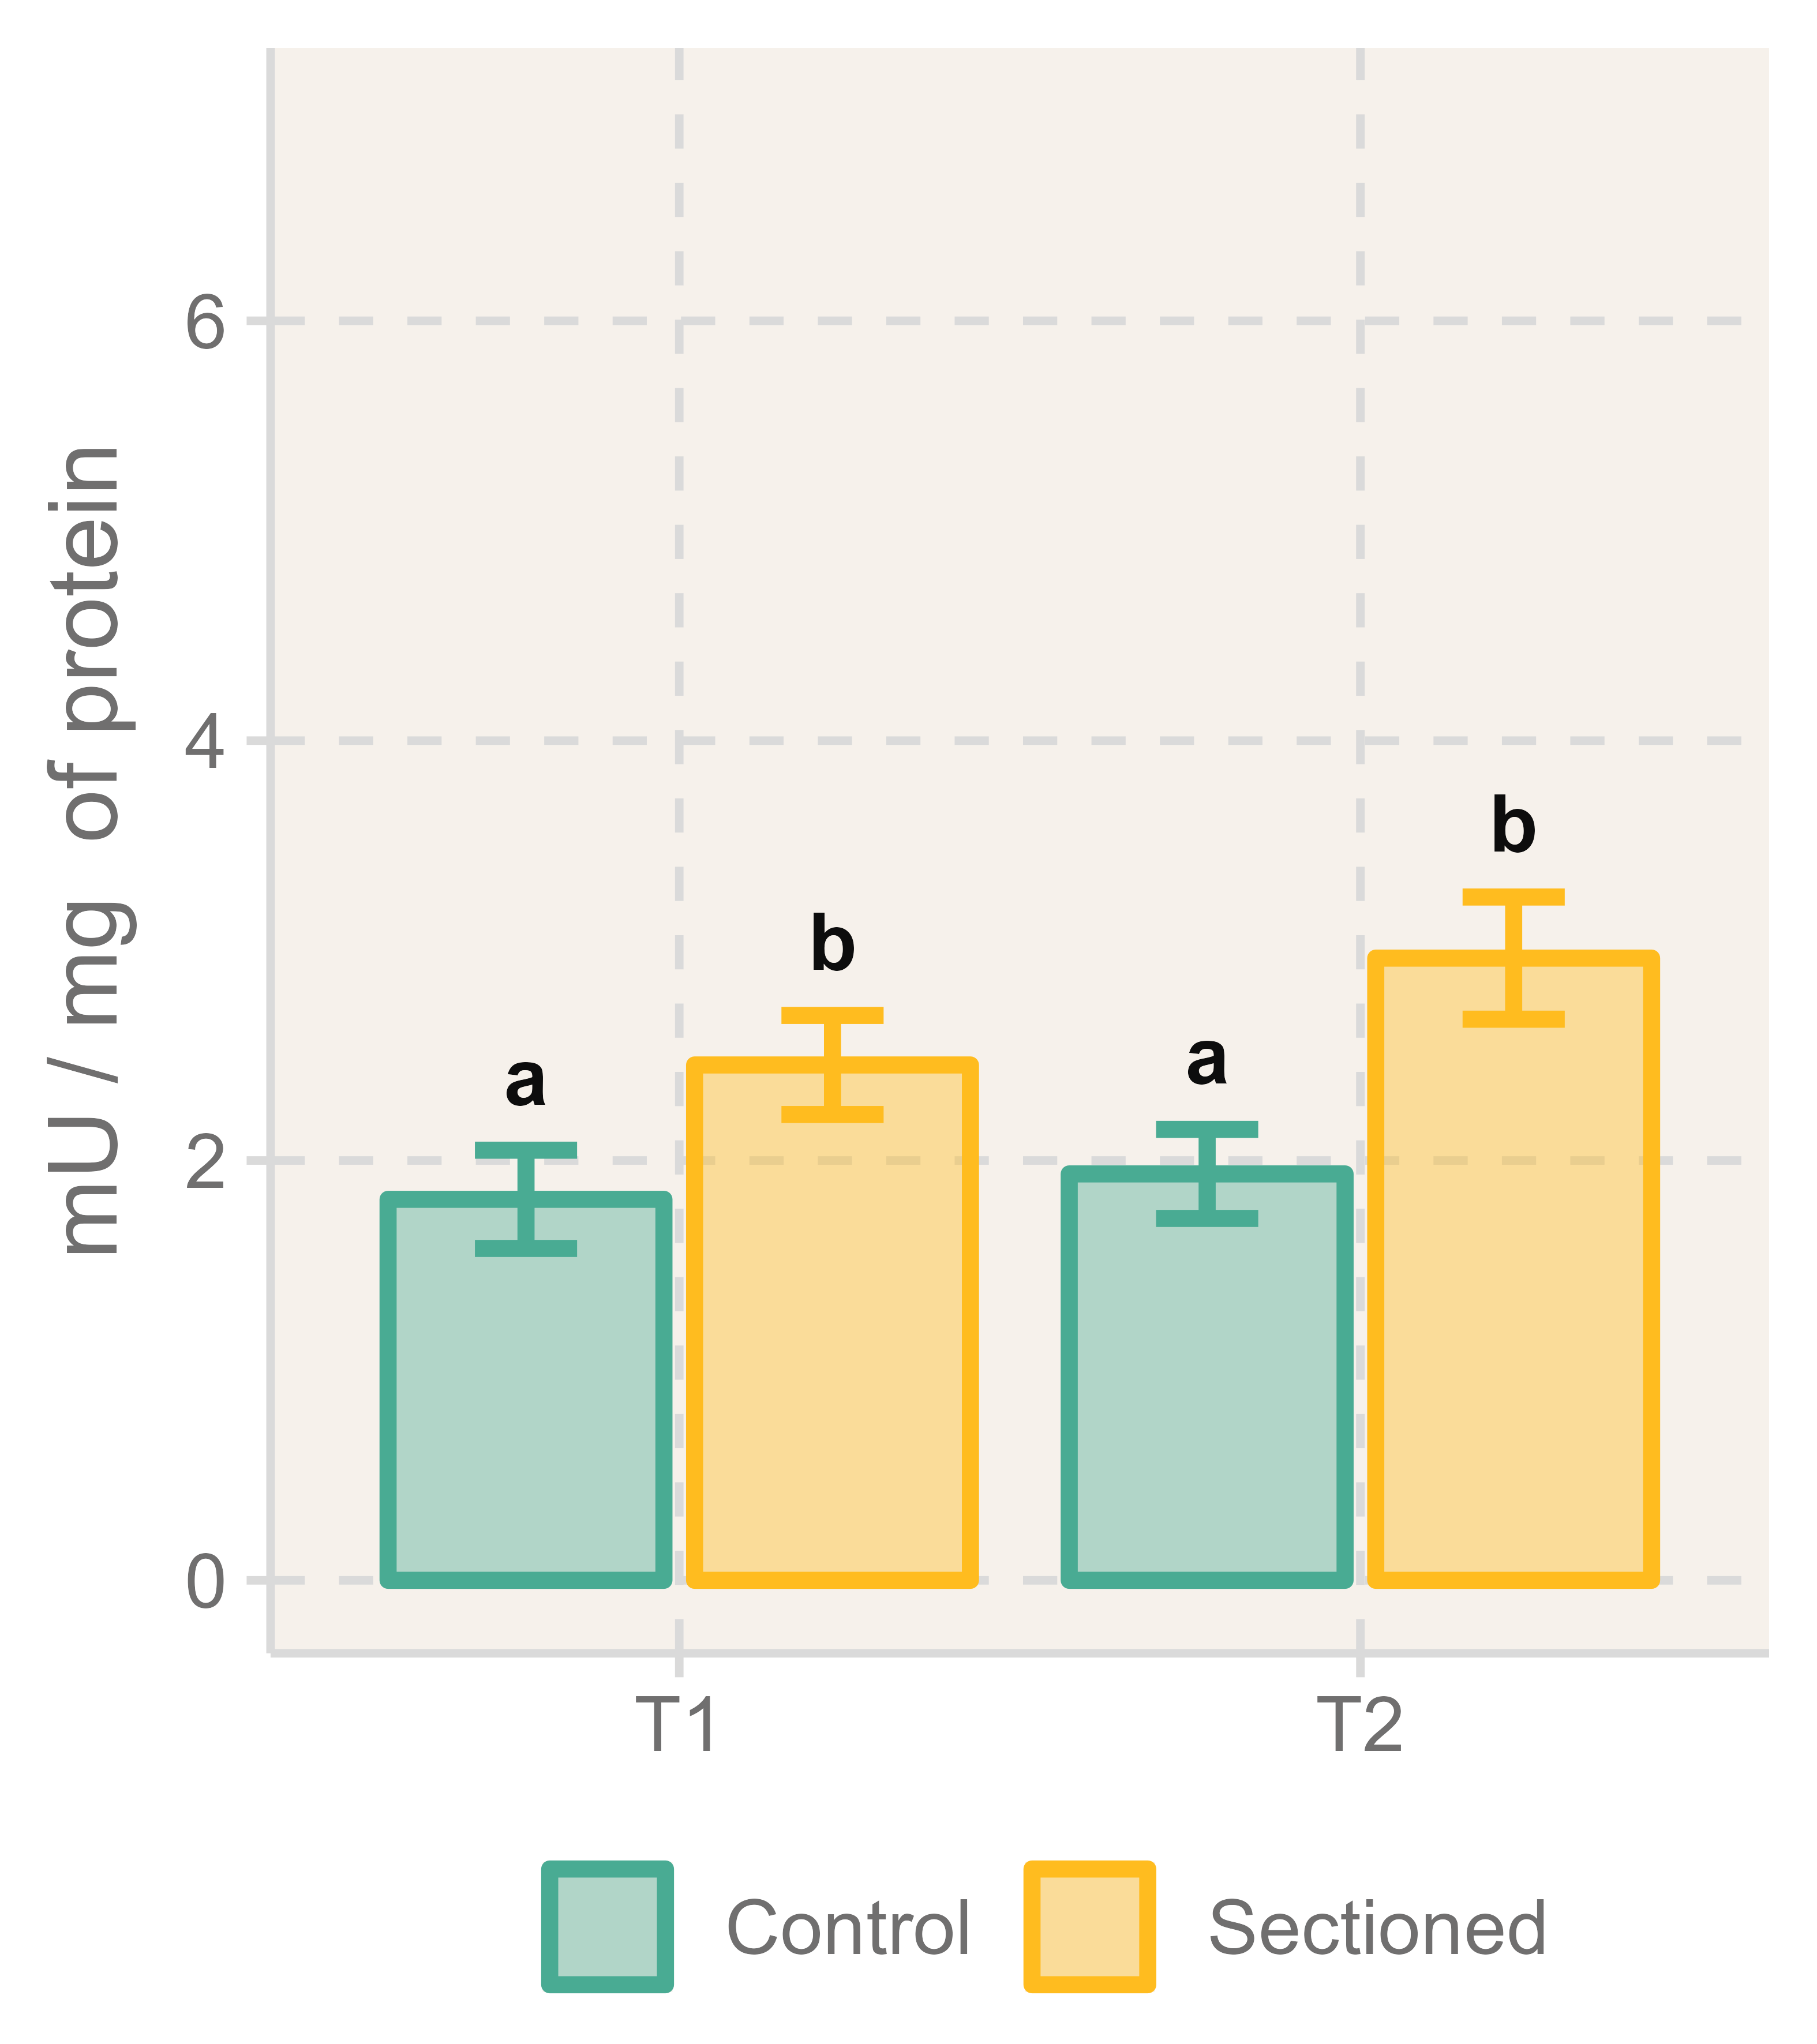 mU / mg of protein
6
4
2
0
a
b
a
b
T1
T2
Control
Sectioned